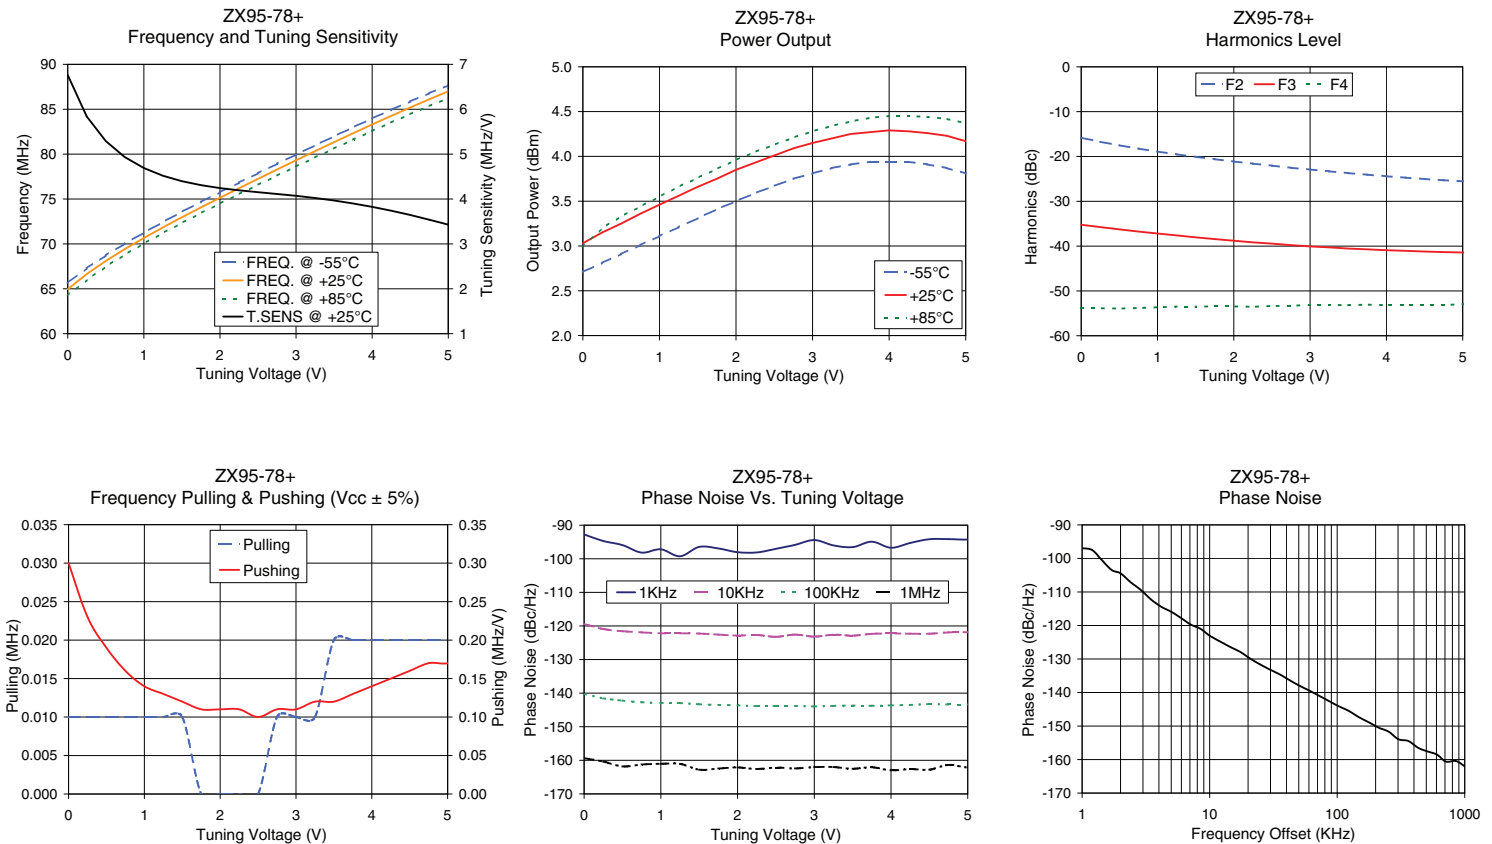 ZX95-78+
Frequency and Tuning Sensitivity
90
85
80
75
70
65
60
Frequency (MHz)
7
6
5
4
3
2
1
Tuning Sensitivity (MHz/V)
FREQ. @ -55°C
FREQ. @ +25°C
FREQ. @ +85°C
T.SENS @ +25°C
0 1 2 3 4 5
Tuning Voltage (V)
ZX95-78+
Power Output
5.0
4.5
4.0
3.5
3.0
2.5
2.0
Output Power (dBm)
-55°C
+25°C
+85°C
0 1 2 3 4 5
Tuning Voltage (V)
ZX95-78+
Harmonics Level
0
-10
-20
-30
-40
-50
-60
Harmonics (dBc)
F2 F3 F4
0 1 2 3 4 5
Tuning Voltage (V)
ZX95-78+
Frequency Pulling & Pushing (Vcc ± 5%)
0.035
0.030
0.025
0.020
0.015
0.010
0.005
0.000
Pulling (MHz)
0.35
0.30
0.25
0.20
0.15
0.10
0.05
0.00
Pushing (MHz/V)
Pulling
Pushing
0 1 2 3 4 5
Tuning Voltage (V)
ZX95-78+
Phase Noise Vs. Tuning Voltage
-90
-100
-110
-120
-130
-140
-150
-160
-170
Phase Noise (dBc/Hz)
1KHz 10KHz 100KHz 1MHz
0 1 2 3 4 5
Tuning Voltage (V)
ZX95-78+
Phase Noise
-90
-100
-110
-120
-130
-140
-150
-160
-170
Phase Noise (dBc/Hz)
1 10 100 1000
Frequency Offset (KHz)